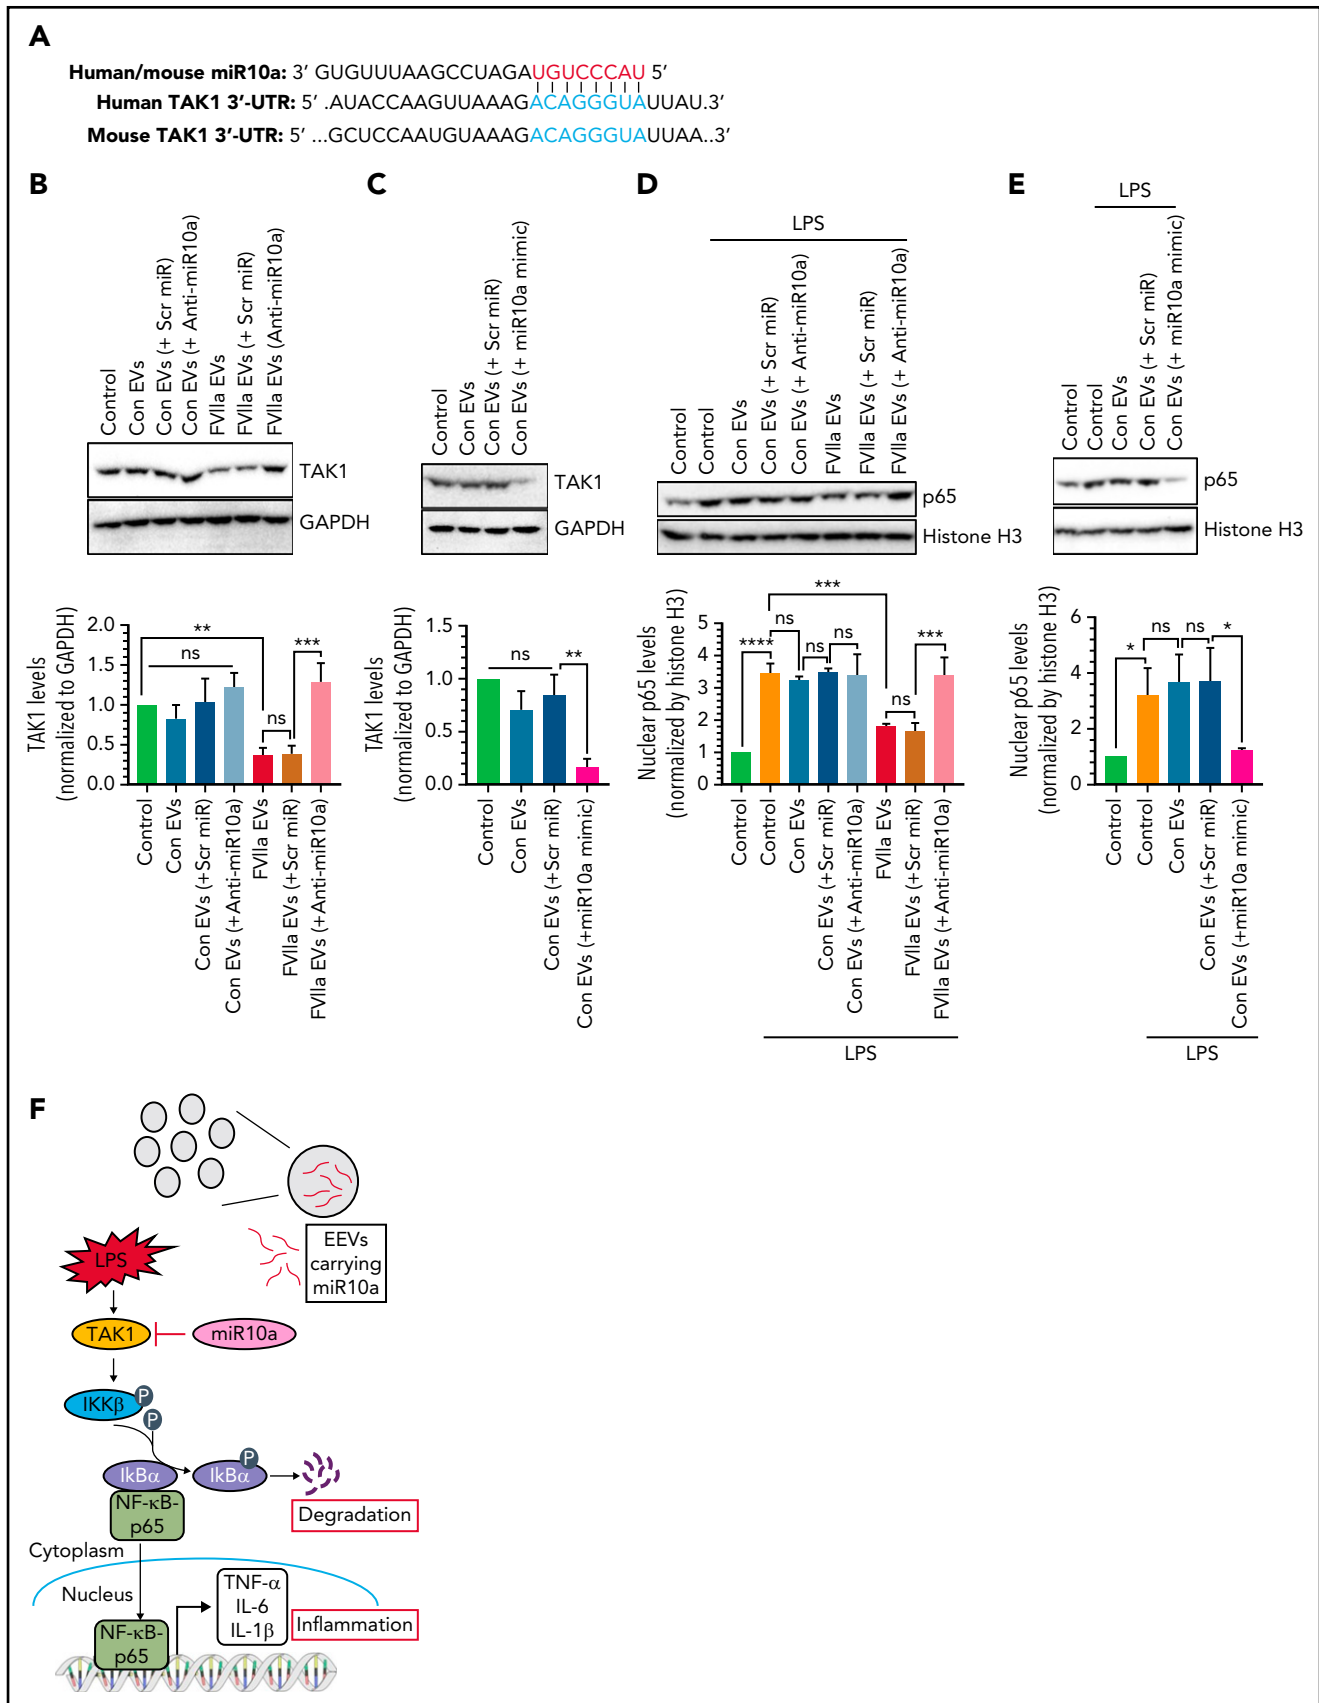 A
Human/mouse miR10a: 3′ GUGUUUAAGCCUAGAUGUCCCAU 5′
Human TAK1 3′-UTR: 5′ .AUACCAAGUUAAAGACAGGGUAUUAU.3′
Mouse TAK1 3′-UTR: 5′ ...GCUCCAAUGUAAAGACAGGGUAUUAA..3′
B
Control
Con EVs
Con EVs (+ Scr miR)
Con EVs (+ Anti-miR10a)
FVIIa EVs
FVIIa EVs (+ Scr miR)
FVIIa EVs (Anti-miR10a)
TAK1
GAPDH
TAK1 levels
(normalized to GAPDH)
2.0
1.5
1.0
0.5
0.0
**
ns
ns
***
Control
Con EVs
Con EVs (+Scr miR)
Con EVs (+Anti-miR10a)
FVIIa EVs
FVIIa EVs (+Scr miR)
FVIIa EVs (+Anti-miR10a)
C
Control
Con EVs
Con EVs (+ Scr miR)
Con EVs (+ miR10a mimic)
TAK1
GAPDH
TAK1 levels
(normalized to GAPDH)
1.5
1.0
0.5
0.0
ns
**
Control
Con EVs
Con EVs (+Scr miR)
Con EVs (+miR10a mimic)
D
LPS
Control
Control
Con EVs
Con EVs (+ Scr miR)
Con EVs (+ Anti-miR10a)
FVIIa EVs
FVIIa EVs (+ Scr miR)
FVIIa EVs (+ Anti-miR10a)
p65
Histone H3
Nuclear p65 levels
(normalized by histone H3)
5
4
3
2
1
0
****
ns
ns
ns
***
ns
***
Control
Control
Con EVs
Con EVs (+Scr miR)
Con EVs (+Anti-miR10a)
FVIIa EVs
FVIIa EVs (+Scr miR)
FVIIa EVs (+Anti-miR10a)
LPS
E
LPS
Control
Control
Con EVs
Con EVs (+ Scr miR)
Con EVs (+ miR10a mimic)
p65
Histone H3
Nuclear p65 levels
(normalized by histone H3)
6
4
2
0
*
ns
ns
*
Control
Control
Con EVs
Con EVs (+Scr miR)
Con EVs (+miR10a mimic)
LPS
F
LPS
EEVs
carrying
miR10a
TAK1
miR10a
IKKβ
P
P
IkBα
IkBα
P
NF-κB-
p65
Degradation
Cytoplasm
Nucleus
NF-κB-
p65
TNF-α
IL-6
IL-1β
Inflammation